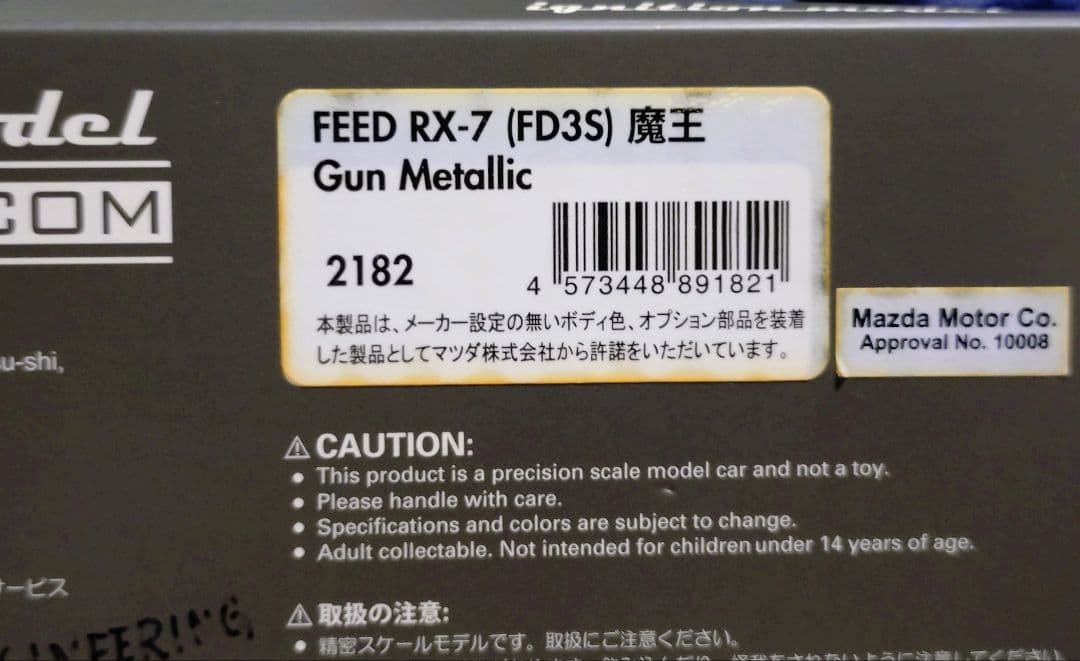 ignition model
del
COM
FEED RX-7 (FD3S) 魔王
Gun Metallic
2182
4 573448 891821
本製品は、メーカー設定の無いボディ色、オプション部品を装着
した製品としてマツダ株式会社から許諾をいただいています。
Mazda Motor Co.
Approval No. 10008
u-shi,
⚠ CAUTION:
• This product is a precision scale model car and not a toy.
• Please handle with care.
• Specifications and colors are subject to change.
• Adult collectable. Not intended for children under 14 years of age.
ービス
GINEERING
⚠ 取扱の注意:
• 精密スケールモデルです。取扱にご注意ください。